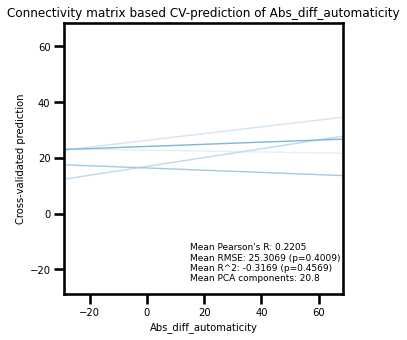 Connectivity matrix based CV-prediction of Abs_diff_automaticity
60
40
20
0
−20
Cross-validated prediction
Mean Pearson's R: 0.2205
Mean RMSE: 25.3069 (p=0.4009)
Mean R^2: -0.3169 (p=0.4569)
Mean PCA components: 20.8
−20 0 20 40 60
Abs_diff_automaticity